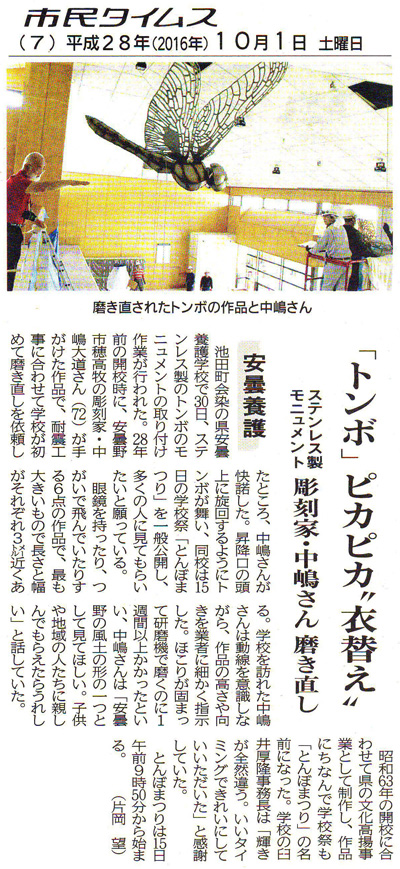 市民タイムス
(7) 平成28年(2016年)10月1日 土曜日
磨き直されたトンボの作品と中嶋さん
「トンボ」ピカピカ〝衣替え〟
ステンレス製
モニュメント
彫刻家・中嶋さん 磨き直し
安曇養護
池田町会染の県安曇
養護学校で30日、ステ
ンレス製のトンボのモ
ニュメントの取り付け
作業が行われた。28年
前の開校時に、安曇野
市穂高牧の彫刻家・中
嶋大道さん(72)が手
がけた作品で、耐震工
事に合わせて学校が初
めて磨き直しを依頼し
たところ、中嶋さんが
快諾した。昇降口の頭
上に旋回するようにト
ンボが舞い、同校は15
日の学校祭「とんぼま
つり」を一般公開し、
多くの人に見てもらい
たいと願っている。
眼鏡を持ったり、つ
がいで飛んでいたりす
る6点の作品で、最も
大きいもので長さと幅
がそれぞれ3㍍近くあ
る。学校を訪れた中嶋
さんは動線を意識しな
がら、作品の高さや向
きを業者に細かく指示
した。ほこりが固まっ
て研磨機で磨くのに1
週間以上かかったとい
い、中嶋さんは「安曇
野の風土の形の一つと
して見てほしい。子供
や地域の人たちに親し
んでもらえたらうれし
い」と話していた。
昭和63年の開校に合
わせて県の文化高揚事
業として制作し、作品
にちなんで学校祭も
「とんぼまつり」の名
前になった。学校の臼
井厚隆事務長は「輝き
が全然違う。いいタイ
ミングできれいにして
いただいた」と感謝
していた。
とんぼまつりは15日
午前9時50分から始ま
る。 (片岡 望)